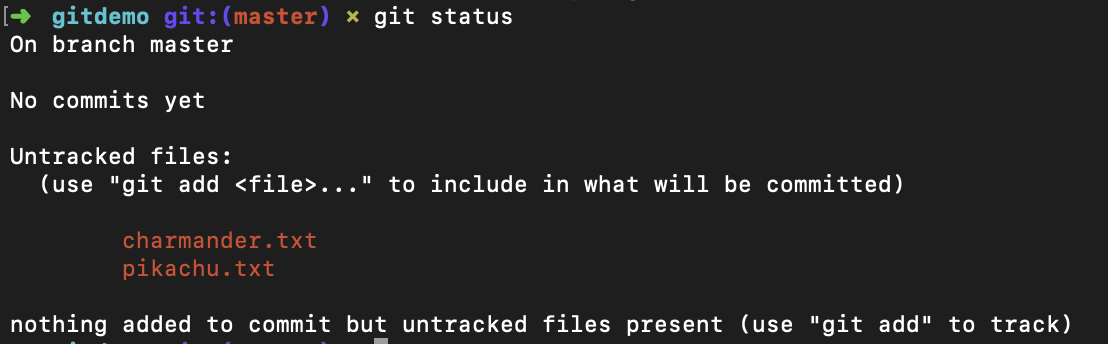 ➜ gitdemo git:(master) × git status
On branch master
No commits yet
Untracked files:
(use "git add <file>..." to include in what will be committed)
charmander.txt
pikachu.txt
nothing added to commit but untracked files present (use "git add" to track)